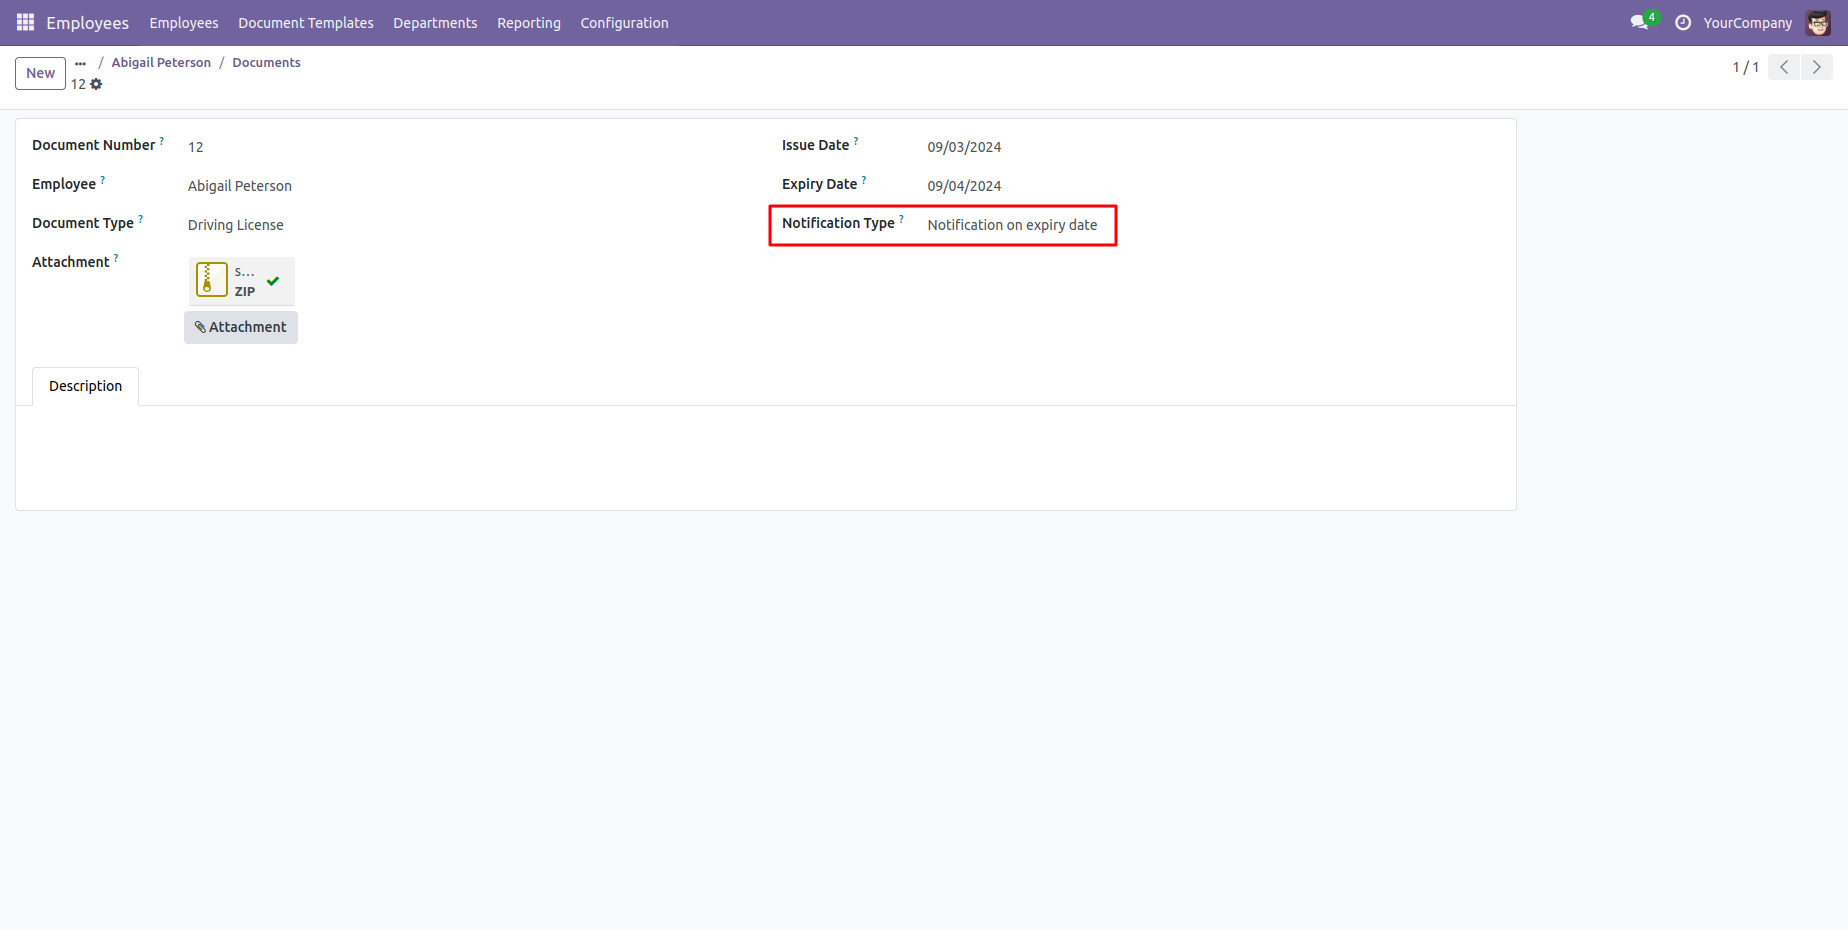 Employees Employees Document Templates Departments Reporting Configuration 4 YourCompany
New ... / Abigail Peterson / Documents
12
1 / 1
Document Number ? 12
Employee ? Abigail Peterson
Document Type ? Driving License
Attachment ?
s...
ZIP
Attachment
Issue Date ? 09/03/2024
Expiry Date ? 09/04/2024
Notification Type ? Notification on expiry date
Description